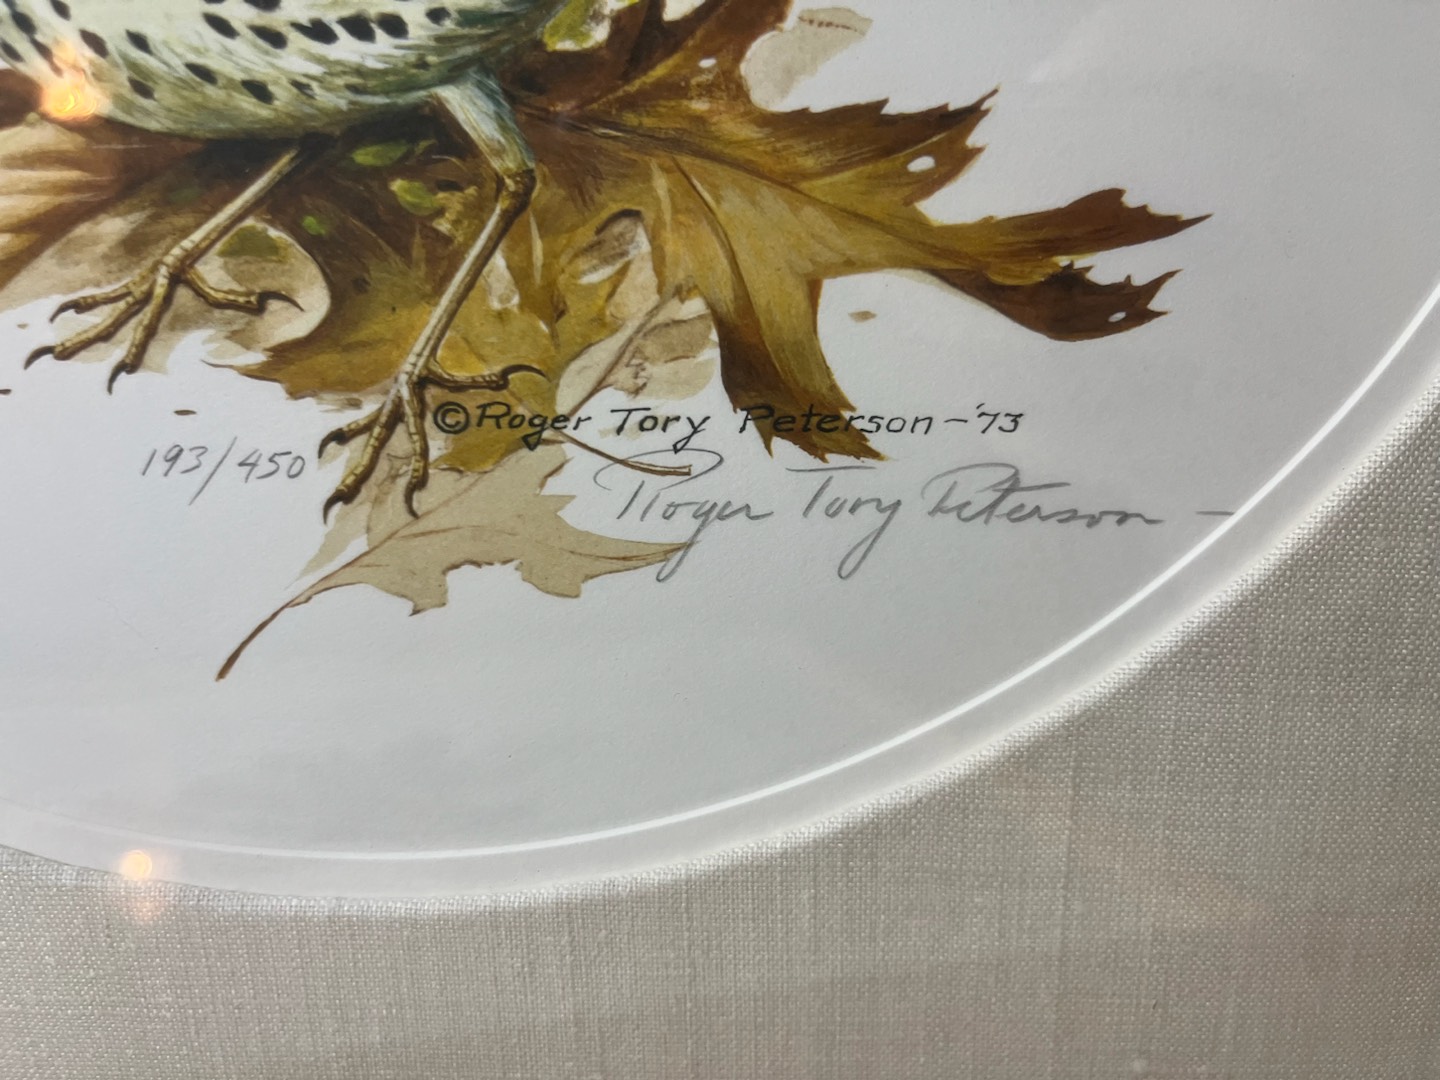 ©Roger Tory Peterson-'73
193/450
Roger Tory Peterson -